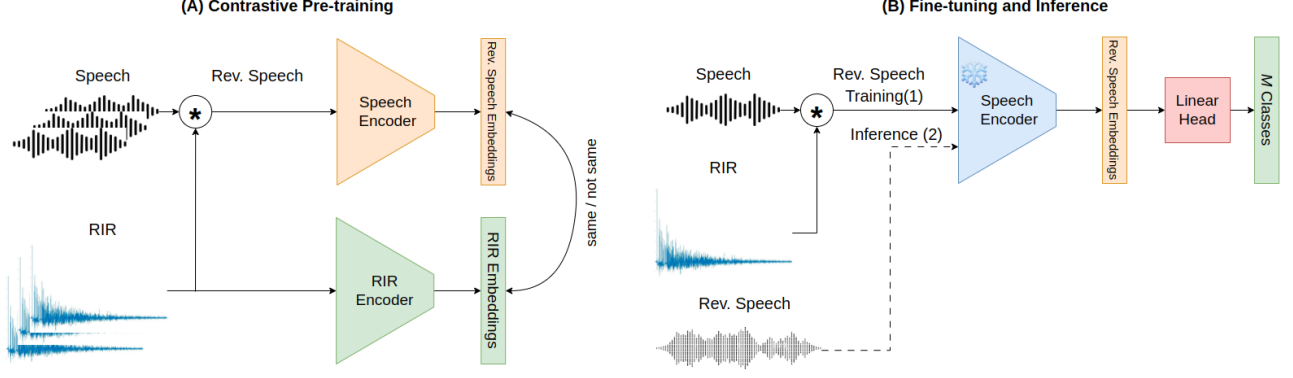 (A) Contrastive Pre-training
Speech
Rev. Speech
*
Speech
Encoder
Rev. Speech Embeddings
same / not same
RIR
RIR
Encoder
RIR Embeddings
(B) Fine-tuning and Inference
Speech
Rev. Speech
Training(1)
*
Inference (2)
Speech
Encoder
Rev. Speech Embeddings
Linear
Head
M Classes
RIR
Rev. Speech